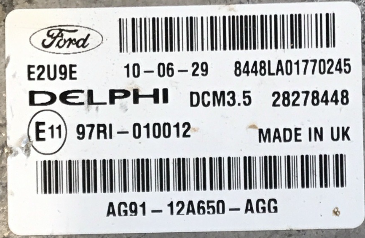 Ford
E2U9E 10-06-29 8448LA01770245
DELPHI DCM3.5 28278448
E11 97RI-010012 MADE IN UK
AG91-12A650-AGG